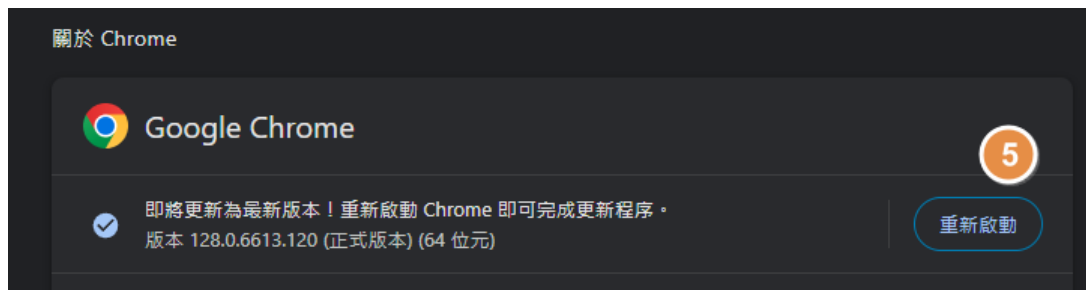 關於 Chrome
Google Chrome
5
即將更新為最新版本！重新啟動 Chrome 即可完成更新程序。
版本 128.0.6613.120 (正式版本) (64 位元)
重新啟動